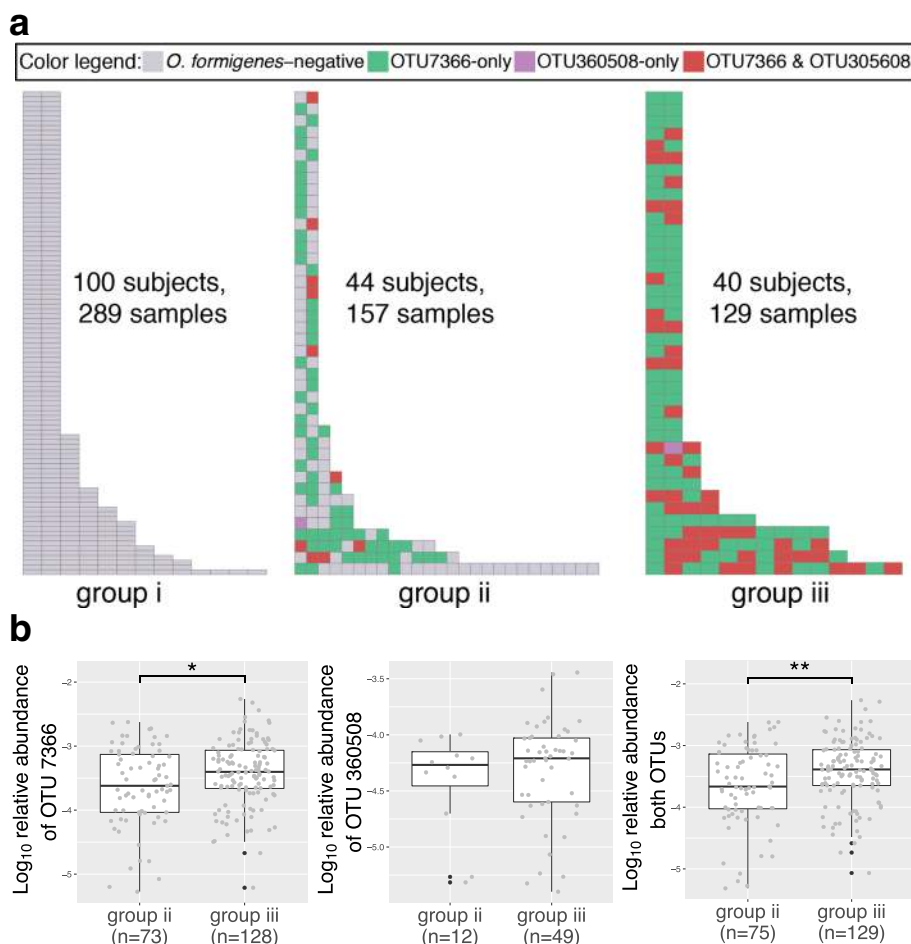 a
Color legend: O. formigenes–negative OTU7366-only OTU360508-only OTU7366 & OTU305608
100 subjects,
289 samples
44 subjects,
157 samples
40 subjects,
129 samples
group i
group ii
group iii
b
Log10 relative abundance
of OTU 7366
−2
−3
−4
−5
*
group ii
(n=73)
group iii
(n=128)
Log10 relative abundance
of OTU 360508
−3.5
−4.0
−4.5
−5.0
group ii
(n=12)
group iii
(n=49)
Log10 relative abundance
both OTUs
−2
−3
−4
−5
**
group ii
(n=75)
group iii
(n=129)